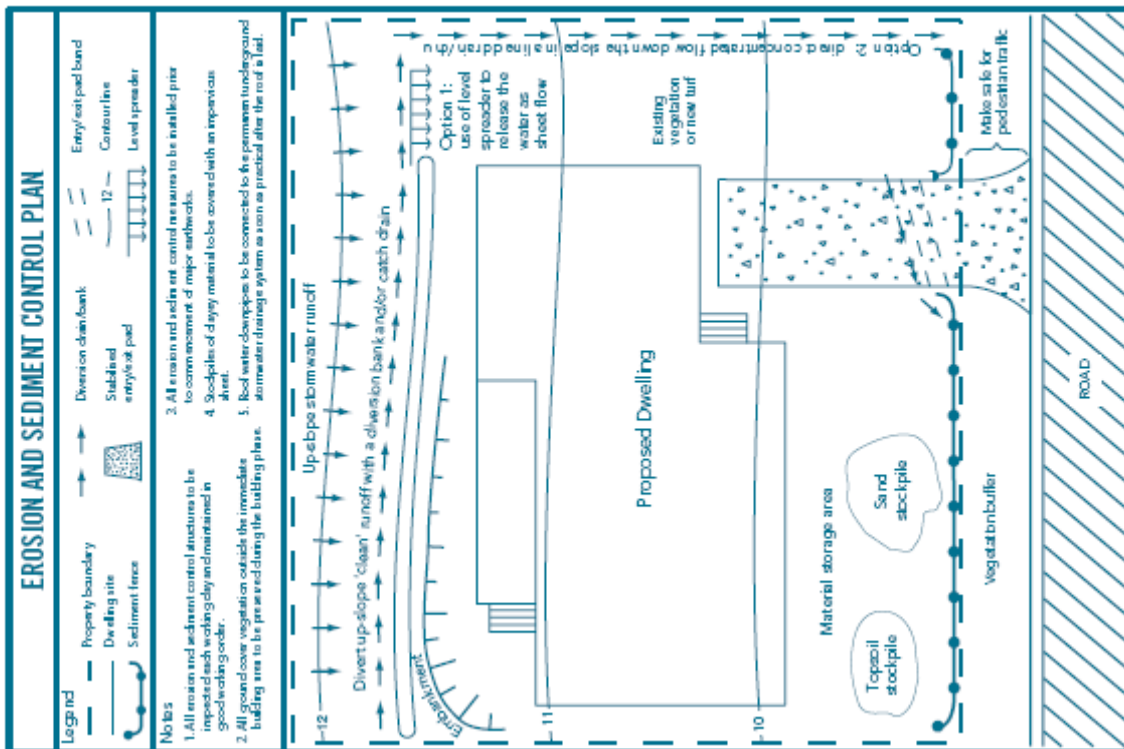 EROSION AND SEDIMENT CONTROL PLAN
Legend
Property boundary
Dwelling site
Sediment fence
Diversion drain/bank
Stabilised
entry/exit pad
Entry/exit pad bund
12
Contour line
Level spreader
Notes
1. All erosion and sediment control structures to be
inspected each working day and maintained in
good working order.
2. All ground cover vegetation outside the immediate
building area to be preserved during the building phase.
3. All erosion and sediment control measures to be installed prior
to commencement of major earthworks.
4. Stockpiles of clayey material to be covered with an impervious
sheet.
5. Roof water downpipes to be connected to the permanent underground
stormwater drainage system as soon as practical after the roof is laid.
Upslope stormwater runoff
12
Divert up-slope 'clean' runoff with a diversion bank and/or catch drain
Embankment
Option 1:
use of level
spreader to
release the
water as
sheet flow
Option 2: direct concentrated flow down the slope in a lined drain/chu
11
Existing
vegetation
or new turf
Proposed Dwelling
10
Material storage area
Topsoil
stockpile
Sand
stockpile
Vegetation buffer
Make safe for
pedestrian traffic
ROAD